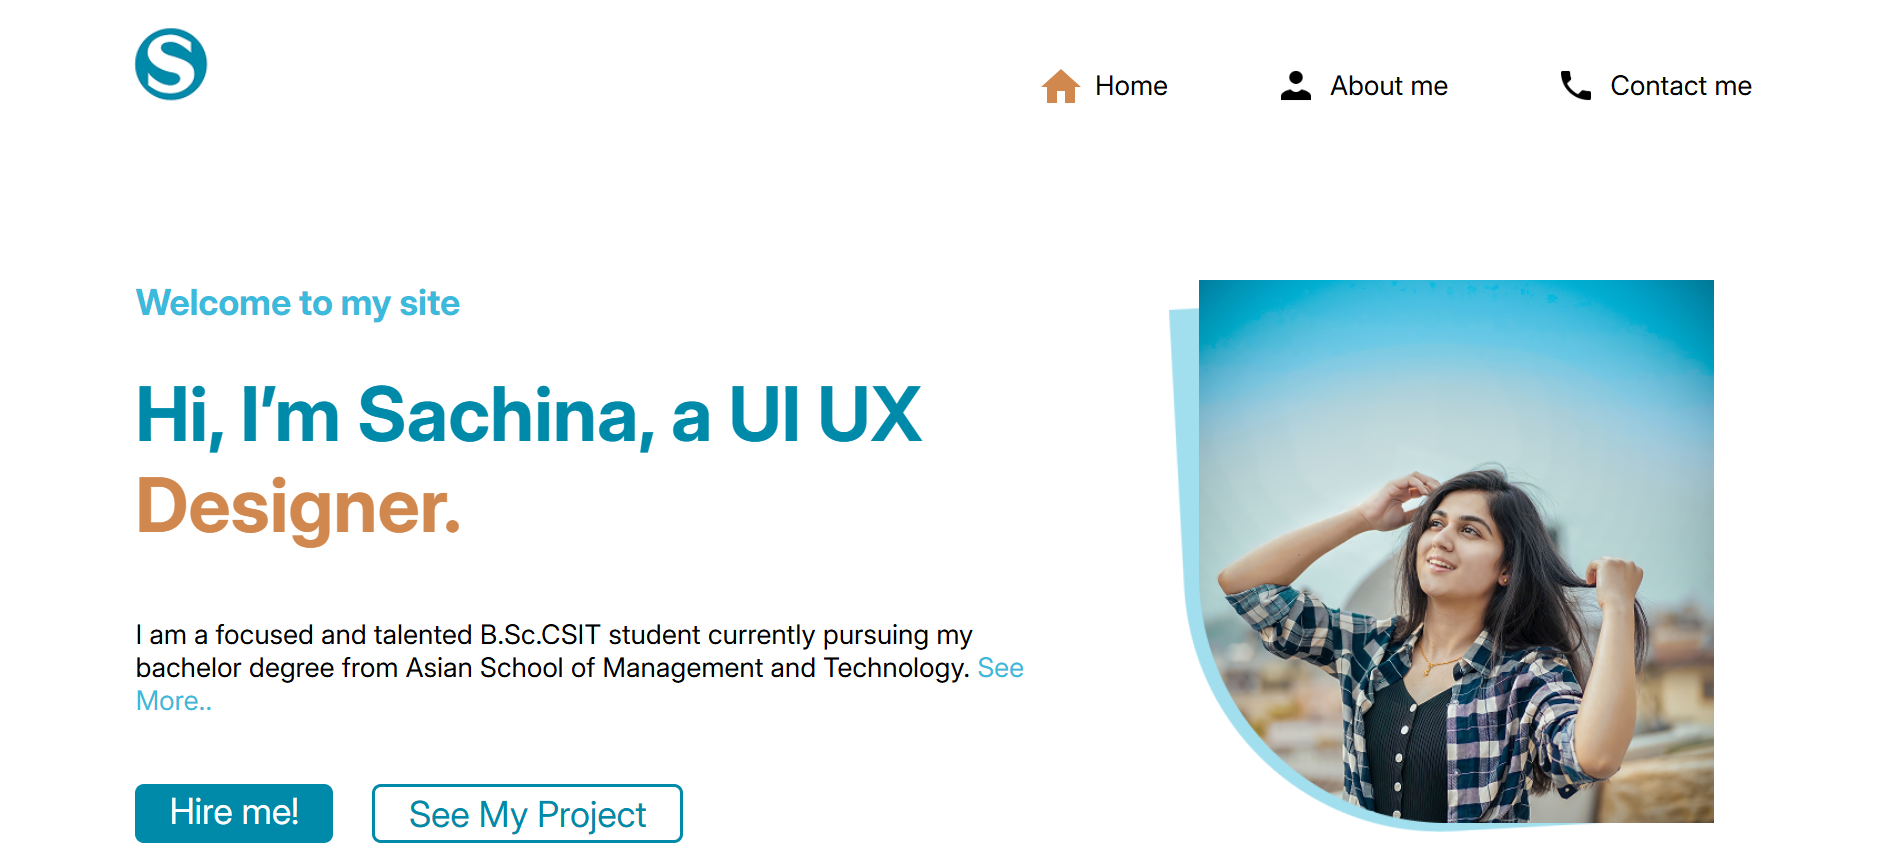 S
Home
About me
Contact me
Welcome to my site
Hi, I’m Sachina, a UI UX
Designer.
I am a focused and talented B.Sc.CSIT student currently pursuing my
bachelor degree from Asian School of Management and Technology. See
More..
Hire me!
See My Project